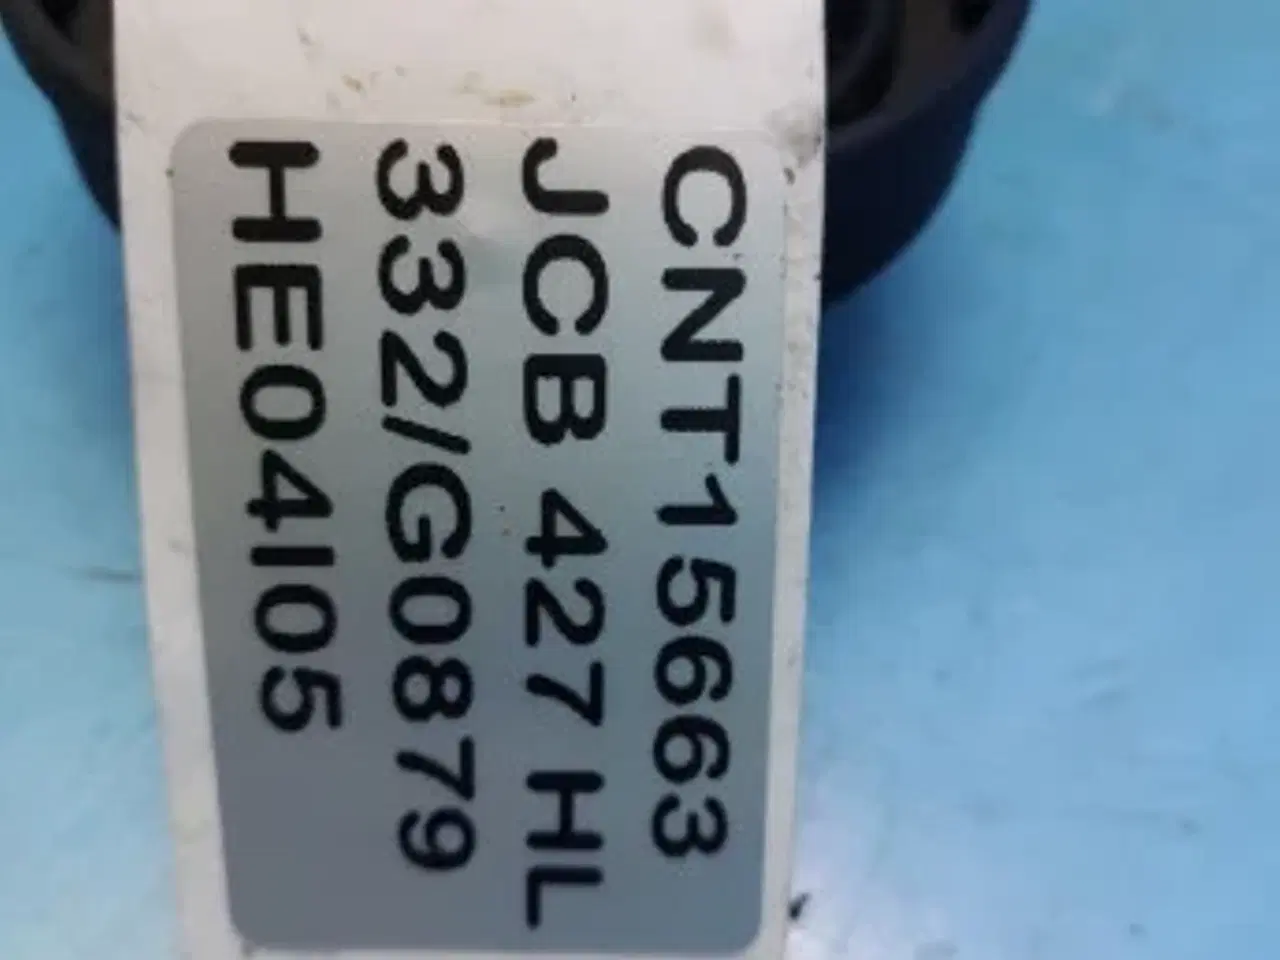 CNT15663
JCB 427 HL
332/G0879
HE04I05